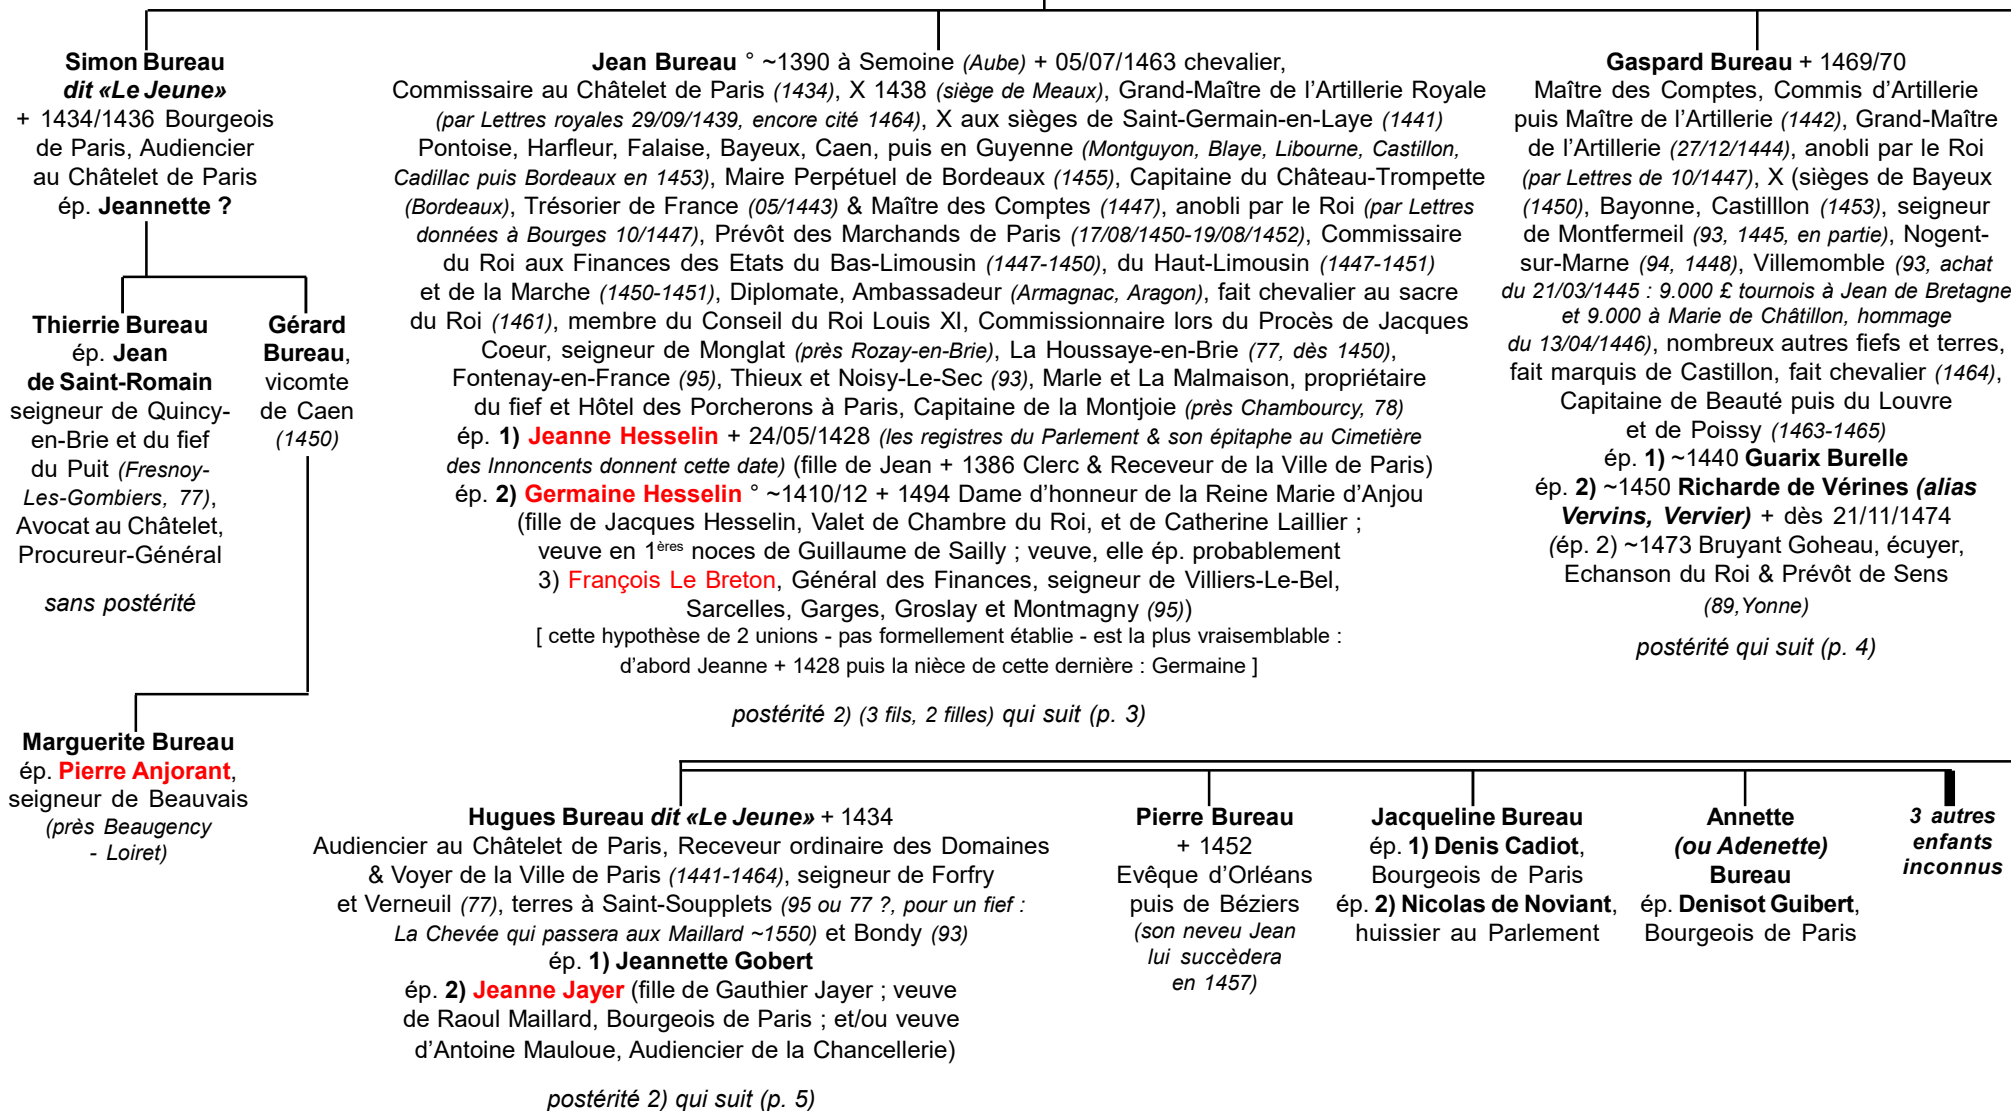 Simon Bureau
dit «Le Jeune»
+ 1434/1436 Bourgeois
de Paris, Audiencier
au Châtelet de Paris
ép. Jeannette ?
Thierrie Bureau
ép. Jean
de Saint-Romain
seigneur de Quincy-
en-Brie et du fief
du Puit (Fresnoy-
Les-Gombiers, 77),
Avocat au Châtelet,
Procureur-Général
sans postérité
Gérard
Bureau,
vicomte
de Caen
(1450)
Marguerite Bureau
ép. Pierre Anjorant,
seigneur de Beauvais
(près Beaugency
- Loiret)
Jean Bureau ° ~1390 à Semoine (Aube) + 05/07/1463 chevalier,
Commissaire au Châtelet de Paris (1434), X 1438 (siège de Meaux), Grand-Maître de l’Artillerie Royale
(par Lettres royales 29/09/1439, encore cité 1464), X aux sièges de Saint-Germain-en-Laye (1441)
Pontoise, Harfleur, Falaise, Bayeux, Caen, puis en Guyenne (Montguyon, Blaye, Libourne, Castillon,
Cadillac puis Bordeaux en 1453), Maire Perpétuel de Bordeaux (1455), Capitaine du Château-Trompette
(Bordeaux), Trésorier de France (05/1443) & Maître des Comptes (1447), anobli par le Roi (par Lettres
données à Bourges 10/1447), Prévôt des Marchands de Paris (17/08/1450-19/08/1452), Commissaire
du Roi aux Finances des Etats du Bas-Limousin (1447-1450), du Haut-Limousin (1447-1451)
et de la Marche (1450-1451), Diplomate, Ambassadeur (Armagnac, Aragon), fait chevalier au sacre
du Roi (1461), membre du Conseil du Roi Louis XI, Commissionnaire lors du Procès de Jacques
Coeur, seigneur de Monglat (près Rozay-en-Brie), La Houssaye-en-Brie (77, dès 1450),
Fontenay-en-France (95), Thieux et Noisy-Le-Sec (93), Marle et La Malmaison, propriétaire
du fief et Hôtel des Porcherons à Paris, Capitaine de la Montjoie (près Chambourcy, 78)
ép. 1) Jeanne Hesselin + 24/05/1428 (les registres du Parlement & son épitaphe au Cimetière
des Innoncents donnent cette date) (fille de Jean + 1386 Clerc & Receveur de la Ville de Paris)
ép. 2) Germaine Hesselin ° ~1410/12 + 1494 Dame d’honneur de la Reine Marie d’Anjou
(fille de Jacques Hesselin, Valet de Chambre du Roi, et de Catherine Laillier ;
veuve en 1ères noces de Guillaume de Sailly ; veuve, elle ép. probablement
3) François Le Breton, Général des Finances, seigneur de Villiers-Le-Bel,
Sarcelles, Garges, Groslay et Montmagny (95))
[ cette hypothèse de 2 unions - pas formellement établie - est la plus vraisemblable :
d’abord Jeanne + 1428 puis la nièce de cette dernière : Germaine ]
postérité 2) (3 fils, 2 filles) qui suit (p. 3)
Gaspard Bureau + 1469/70
Maître des Comptes, Commis d’Artillerie
puis Maître de l’Artillerie (1442), Grand-Maître
de l’Artillerie (27/12/1444), anobli par le Roi
(par Lettres de 10/1447), X (sièges de Bayeux
(1450), Bayonne, Castilllon (1453), seigneur
de Montfermeil (93, 1445, en partie), Nogent-
sur-Marne (94, 1448), Villemomble (93, achat
du 21/03/1445 : 9.000 £ tournois à Jean de Bretagne
et 9.000 à Marie de Châtillon, hommage
du 13/04/1446), nombreux autres fiefs et terres,
fait marquis de Castillon, fait chevalier (1464),
Capitaine de Beauté puis du Louvre
et de Poissy (1463-1465)
ép. 1) ~1440 Guarix Burelle
ép. 2) ~1450 Richarde de Vérines (alias
Vervins, Vervier) + dès 21/11/1474
(ép. 2) ~1473 Bruyant Goheau, écuyer,
Echanson du Roi & Prévôt de Sens
(89,Yonne)
postérité qui suit (p. 4)
Hugues Bureau dit «Le Jeune» + 1434
Audiencier au Châtelet de Paris, Receveur ordinaire des Domaines
& Voyer de la Ville de Paris (1441-1464), seigneur de Forfry
et Verneuil (77), terres à Saint-Soupplets (95 ou 77 ?, pour un fief :
La Chevée qui passera aux Maillard ~1550) et Bondy (93)
ép. 1) Jeannette Gobert
ép. 2) Jeanne Jayer (fille de Gauthier Jayer ; veuve
de Raoul Maillard, Bourgeois de Paris ; et/ou veuve
d’Antoine Mauloue, Audiencier de la Chancellerie)
postérité 2) qui suit (p. 5)
Pierre Bureau
+ 1452
Evêque d’Orléans
puis de Béziers
(son neveu Jean
lui succèdera
en 1457)
Jacqueline Bureau
ép. 1) Denis Cadiot,
Bourgeois de Paris
ép. 2) Nicolas de Noviant,
huissier au Parlement
Annette
(ou Adenette)
Bureau
ép. Denisot Guibert,
Bourgeois de Paris
3 autres
enfants
inconnus